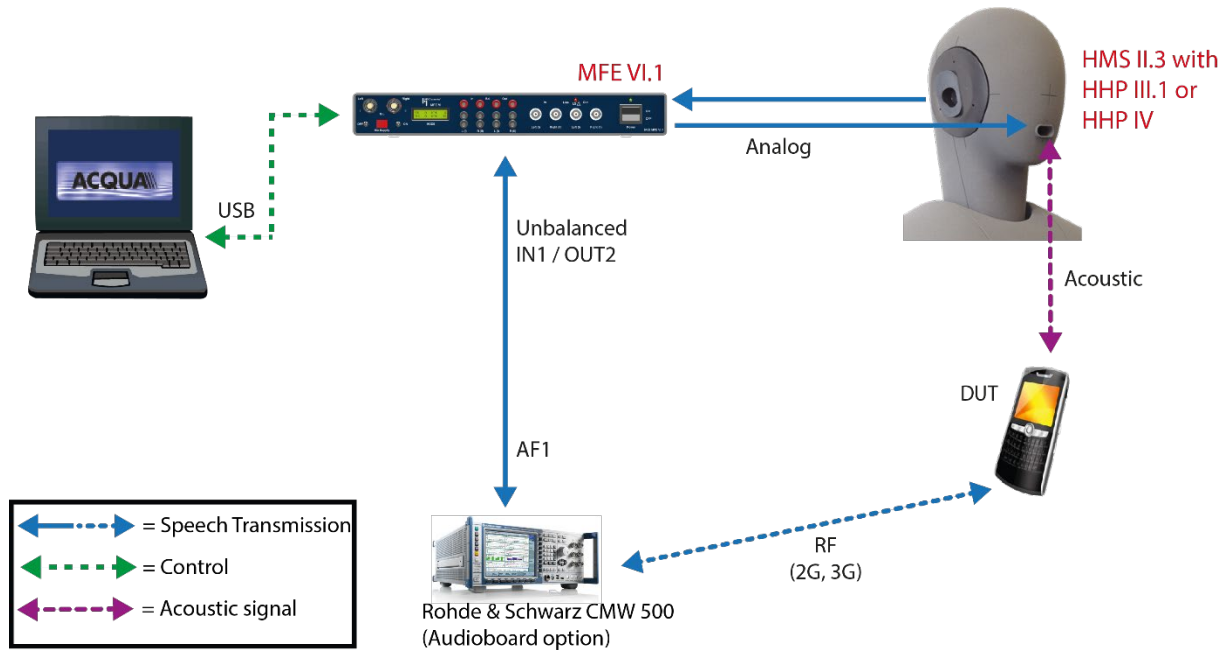 MFE VI.1
HMS II.3 with
HHP III.1 or
HHP IV
Analog
ACQUA
USB
Unbalanced
IN1 / OUT2
Acoustic
DUT
AF1
= Speech Transmission
= Control
= Acoustic signal
RF
(2G, 3G)
Rohde & Schwarz CMW 500
(Audioboard option)